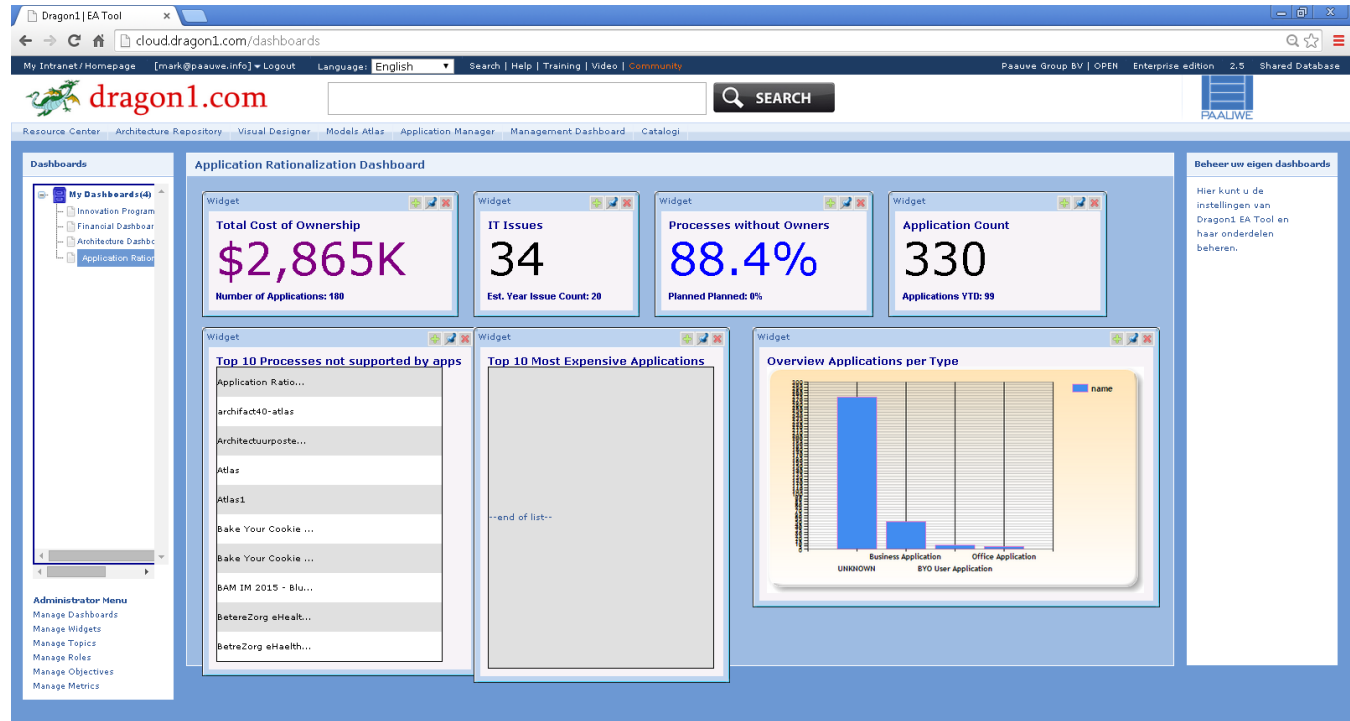 Dragon1 | EA Tool
cloud.dragon1.com/dashboards
My Intranet / Homepage [mark@paauwe.info] Logout Language: English Search | Help | Training | Video | Community Paauwe Group BV | OPEN Enterprise edition 2.5 Shared Database
dragon1.com SEARCH PAALIWE
Resource Center Architecture Repository Visual Designer Models Atlas Application Manager Management Dashboard Catalogi
Dashboards
My Dashboards(4)
Innovation Program
Financial Dashboar
Architecture Dashbc
Application Ration
Administrator Menu
Manage Dashboards
Manage Widgets
Manage Topics
Manage Roles
Manage Objectives
Manage Metrics
Application Rationalization Dashboard
Widget
Total Cost of Ownership
$2,865K
Number of Applications: 180
Widget
IT Issues
34
Est. Year Issue Count: 20
Widget
Processes without Owners
88.4%
Planned Planned: 0%
Widget
Application Count
330
Applications YTD: 99
Widget
Top 10 Processes not supported by apps
Application Ratio...
archifact40-atlas
Architectuurposte...
Atlas
Atlas1
Bake Your Cookie ...
Bake Your Cookie ...
BAM IM 2015 - Blu...
BetereZorg eHealt...
BetreZorg eHaelth...
Widget
Top 10 Most Expensive Applications
--end of list--
Widget
Overview Applications per Type
name
Business Application Office Application
UNKNOWN BYO User Application
Beheer uw eigen dashboards
Hier kunt u de
instellingen van
Dragon1 EA Tool en
haar onderdelen
beheren.